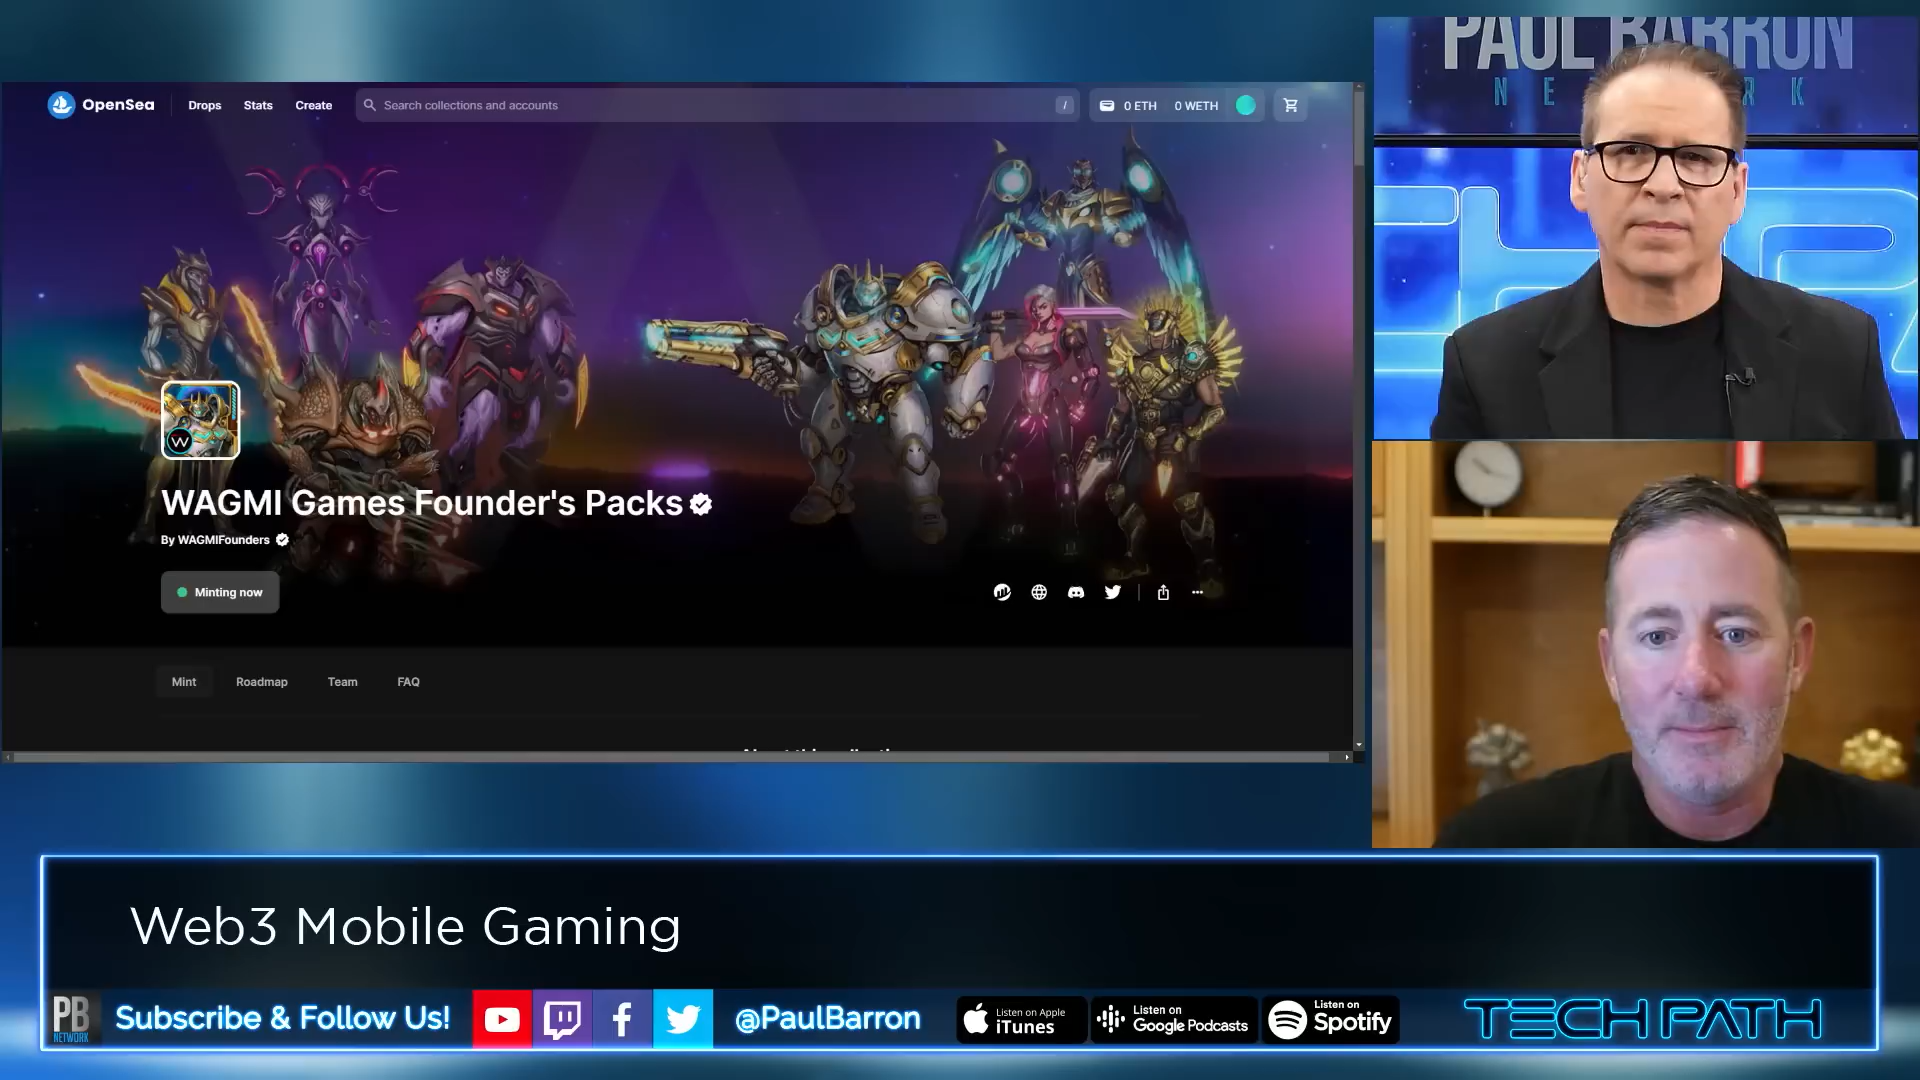 OpenSea
Drops
Stats
Create
Search collections and accounts
/
0 ETH
0 WETH
PAUL BARRON
WAGMI Games Founder's Packs
By WAGMIFounders
Minting now
Mint
Roadmap
Team
FAQ
Web3 Mobile Gaming
PB
NETWORK
Subscribe & Follow Us!
@PaulBarron
Listen on Apple
iTunes
Listen on
Google Podcasts
Listen on
Spotify
TECH PATH